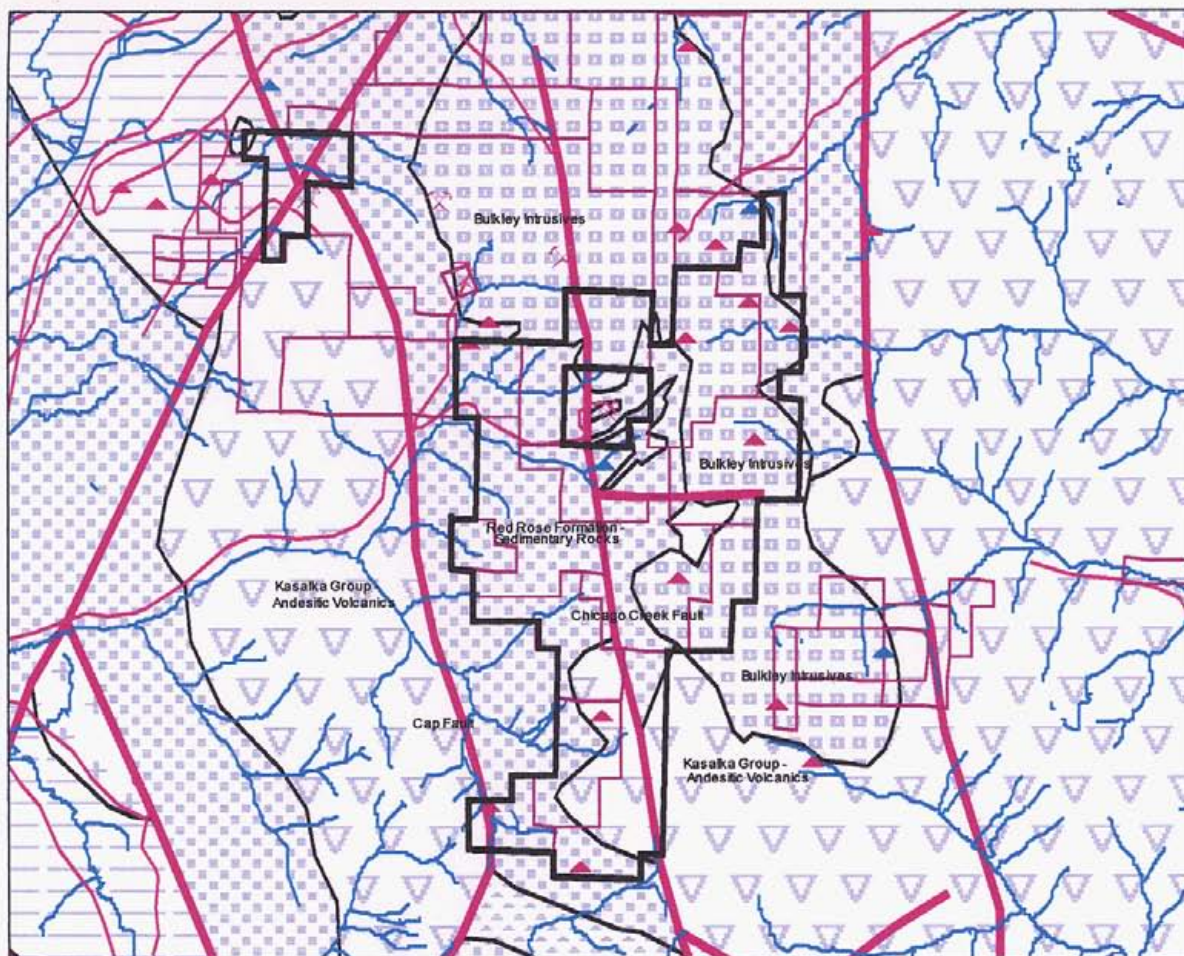 Bulkley Intrusives
Bulkley Intrusives
Red Rose Formation -
Sedimentary Rocks
Kasalka Group -
Andesitic Volcanics
Chicago Creek Fault
Bulkley Intrusives
Cap Fault
Kasalka Group -
Andesitic Volcanics